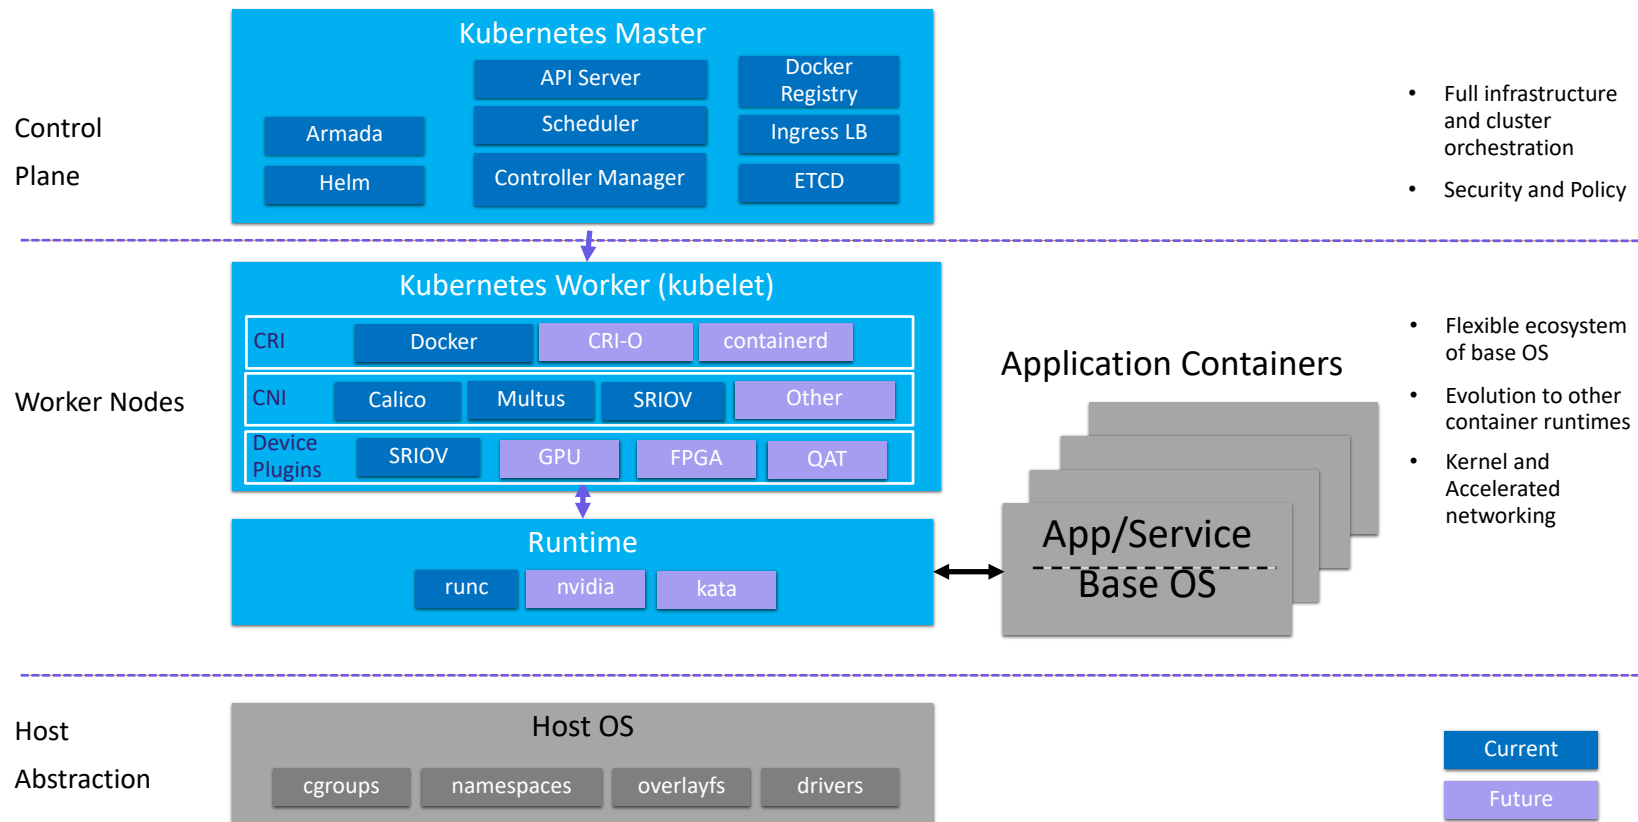 Kubernetes Master
API Server
Docker
Registry
Armada
Scheduler
Ingress LB
Helm
Controller Manager
ETCD
Control
Plane
• Full infrastructure
and cluster
orchestration
• Security and Policy
Kubernetes Worker (kubelet)
CRI
Docker
CRI-O
containerd
CNI
Calico
Multus
SRIOV
Other
Device
Plugins
SRIOV
GPU
FPGA
QAT
Worker Nodes
Runtime
runc
nvidia
kata
Application Containers
App/Service
Base OS
• Flexible ecosystem
of base OS
• Evolution to other
container runtimes
• Kernel and
Accelerated
networking
Host
Abstraction
Host OS
cgroups
namespaces
overlayfs
drivers
Current
Future